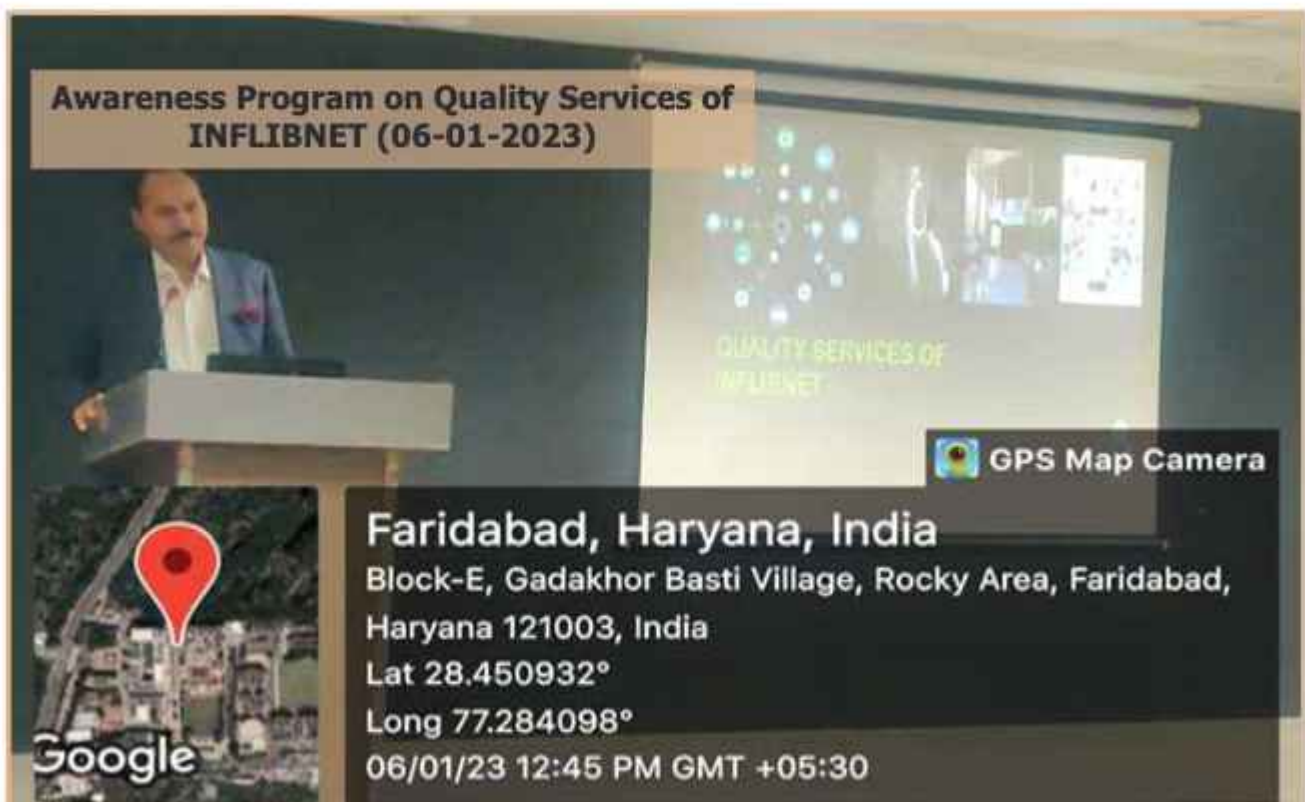 Awareness Program on Quality Services of
INFLIBNET (06-01-2023)
QUALITY SERVICES OF
INFLIBNET
GPS Map Camera
Faridabad, Haryana, India
Block-E, Gadakhor Basti Village, Rocky Area, Faridabad,
Haryana 121003, India
Lat 28.450932°
Long 77.284098°
06/01/23 12:45 PM GMT +05:30
Google